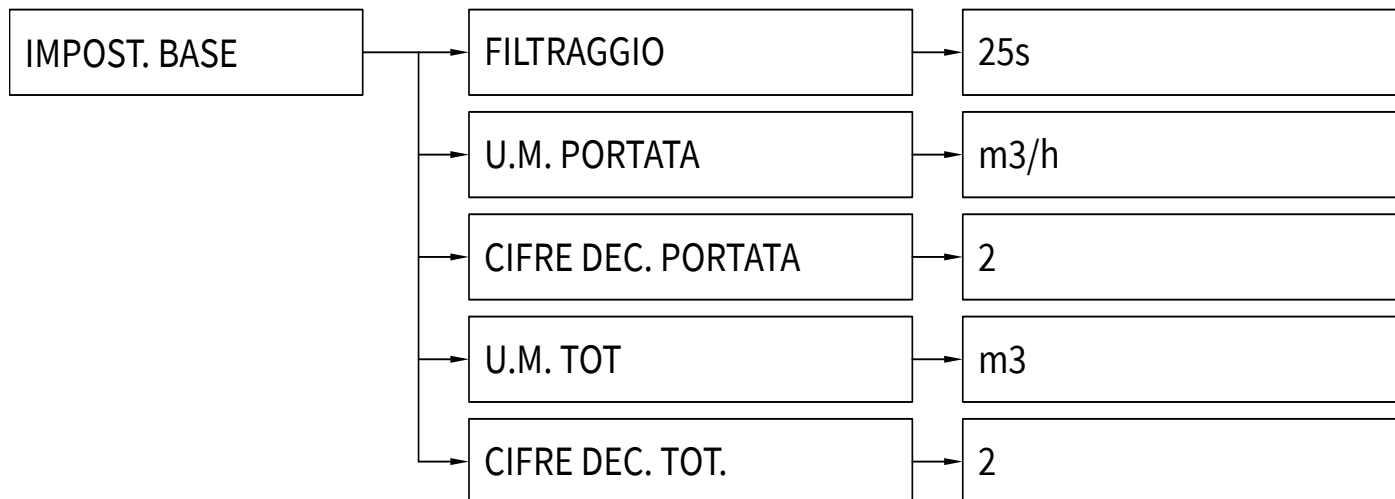 IMPOST. BASE
FILTRAGGIO
25s
U.M. PORTATA
m3/h
CIFRE DEC. PORTATA
2
U.M. TOT
m3
CIFRE DEC. TOT.
2